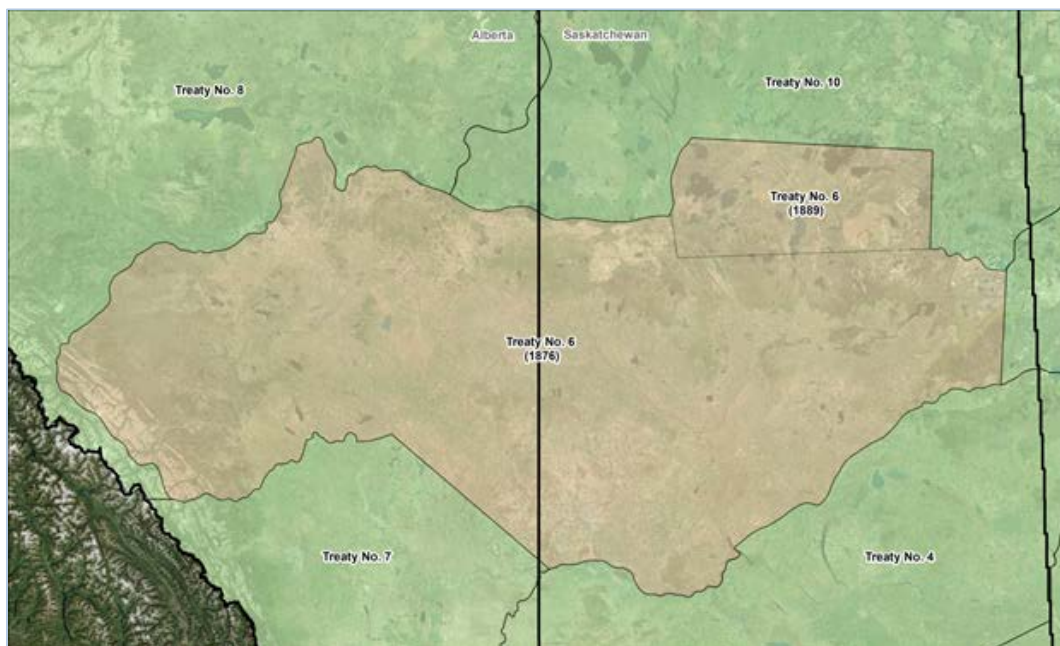 Alberta
Saskatchewan
Treaty No. 8
Treaty No. 10
Treaty No. 6
(1889)
Treaty No. 6
(1876)
Treaty No. 7
Treaty No. 4